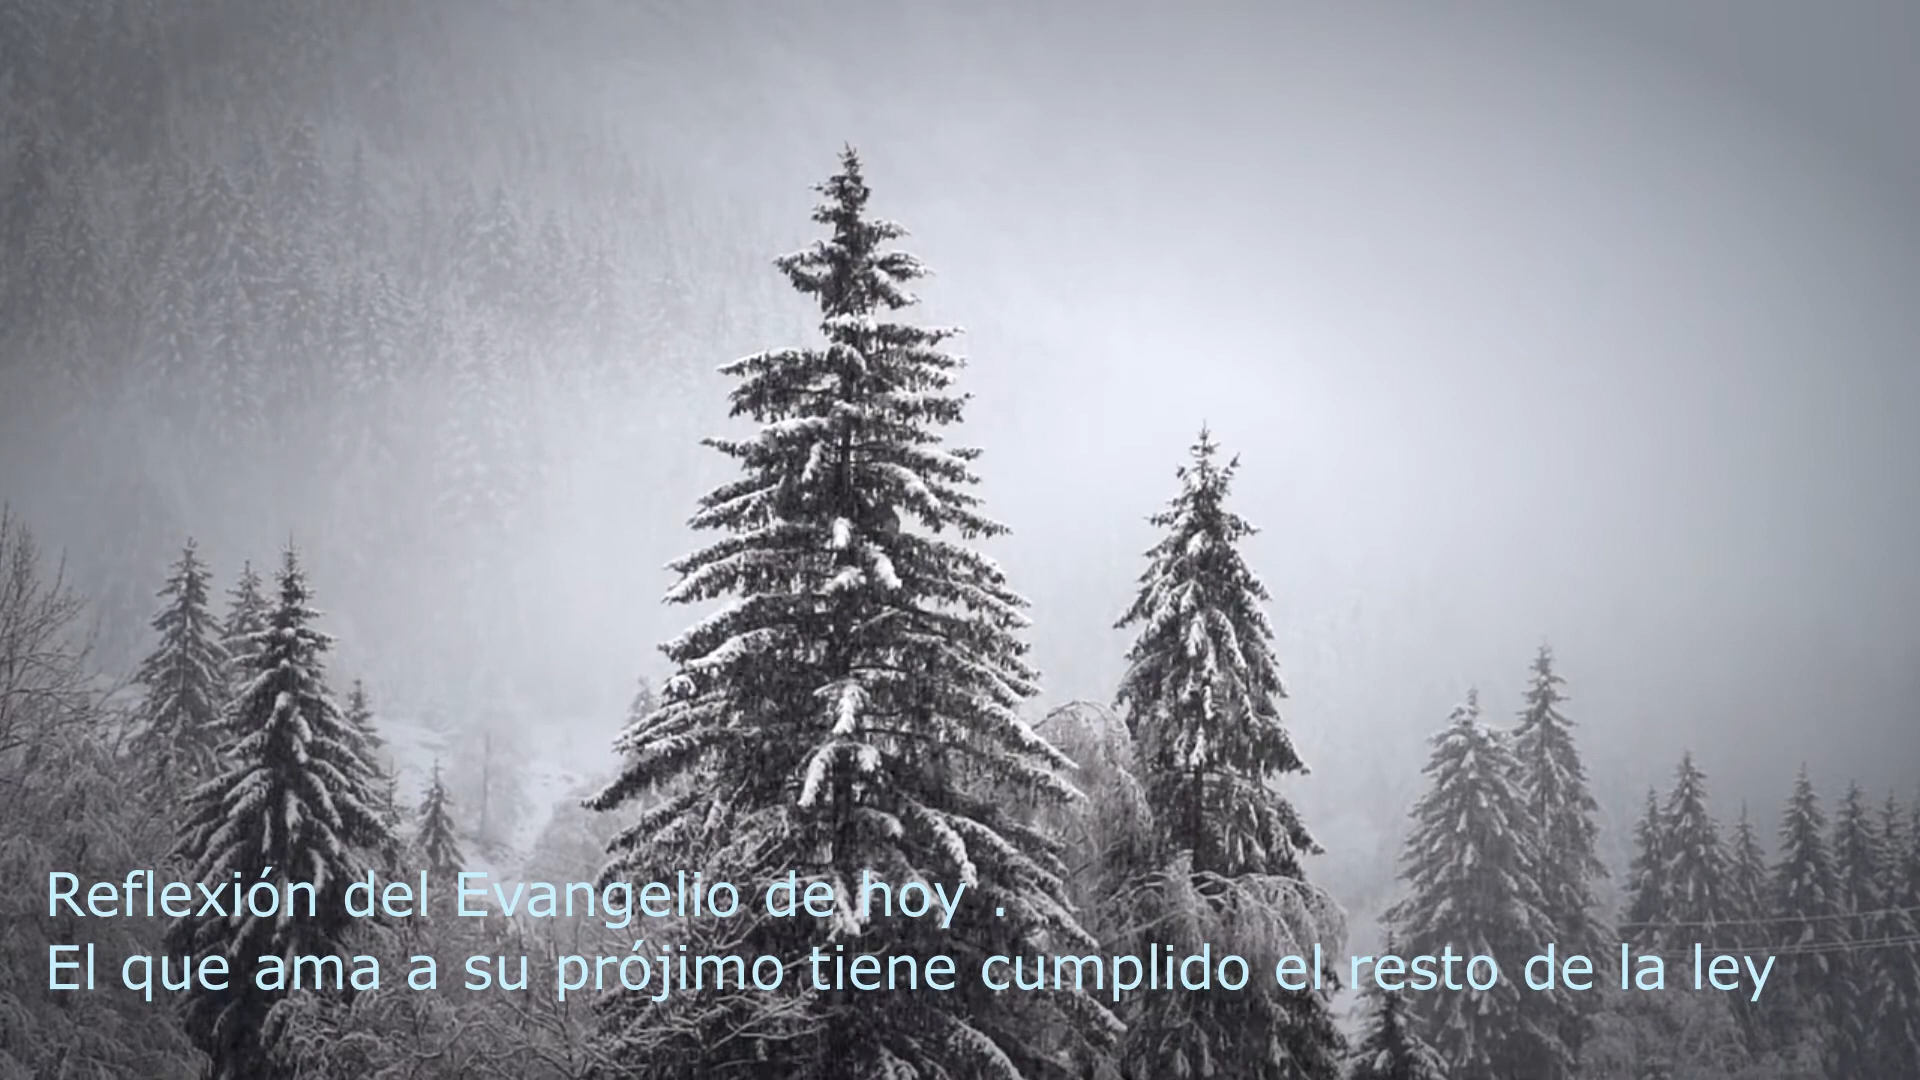 Reflexión del Evangelio de hoy .
El que ama a su prójimo tiene cumplido el resto de la ley